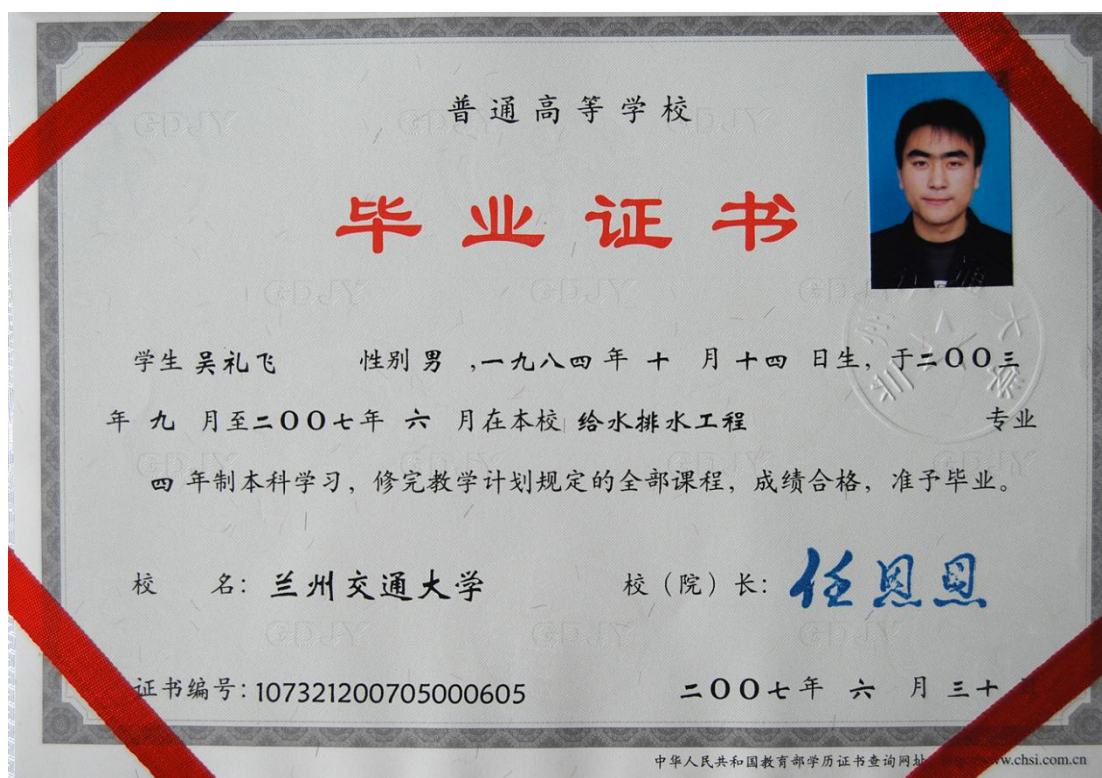 普通高等学校
毕业证书
学生 吴礼飞 性别 男 ,一九八四 年 十 月 十四 日生, 于二〇〇三
年 九 月至二〇〇七年 六 月在本校 给水排水工程 专业
四 年制本科学习, 修完教学计划规定的全部课程, 成绩合格, 准予毕业。
校 名: 兰州交通大学 校 (院) 长: 任恩恩
证书编号: 107321200705000605 二〇〇七年 六 月 三十
中华人民共和国教育部学历证书查询网址 www.chsi.com.cn